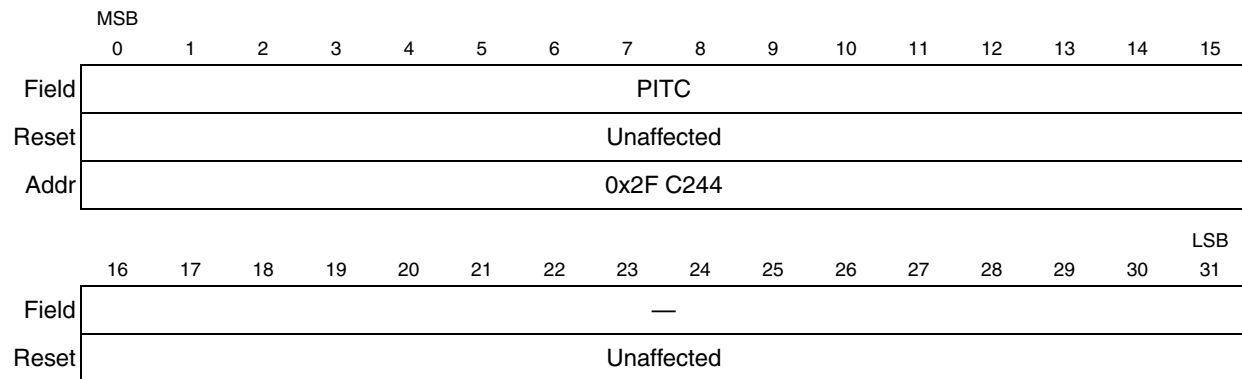 MSB
0 1 2 3 4 5 6 7 8 9 10 11 12 13 14 15
Field PITC
Reset Unaffected
Addr 0x2F C244
LSB
16 17 18 19 20 21 22 23 24 25 26 27 28 29 30 31
Field —
Reset Unaffected